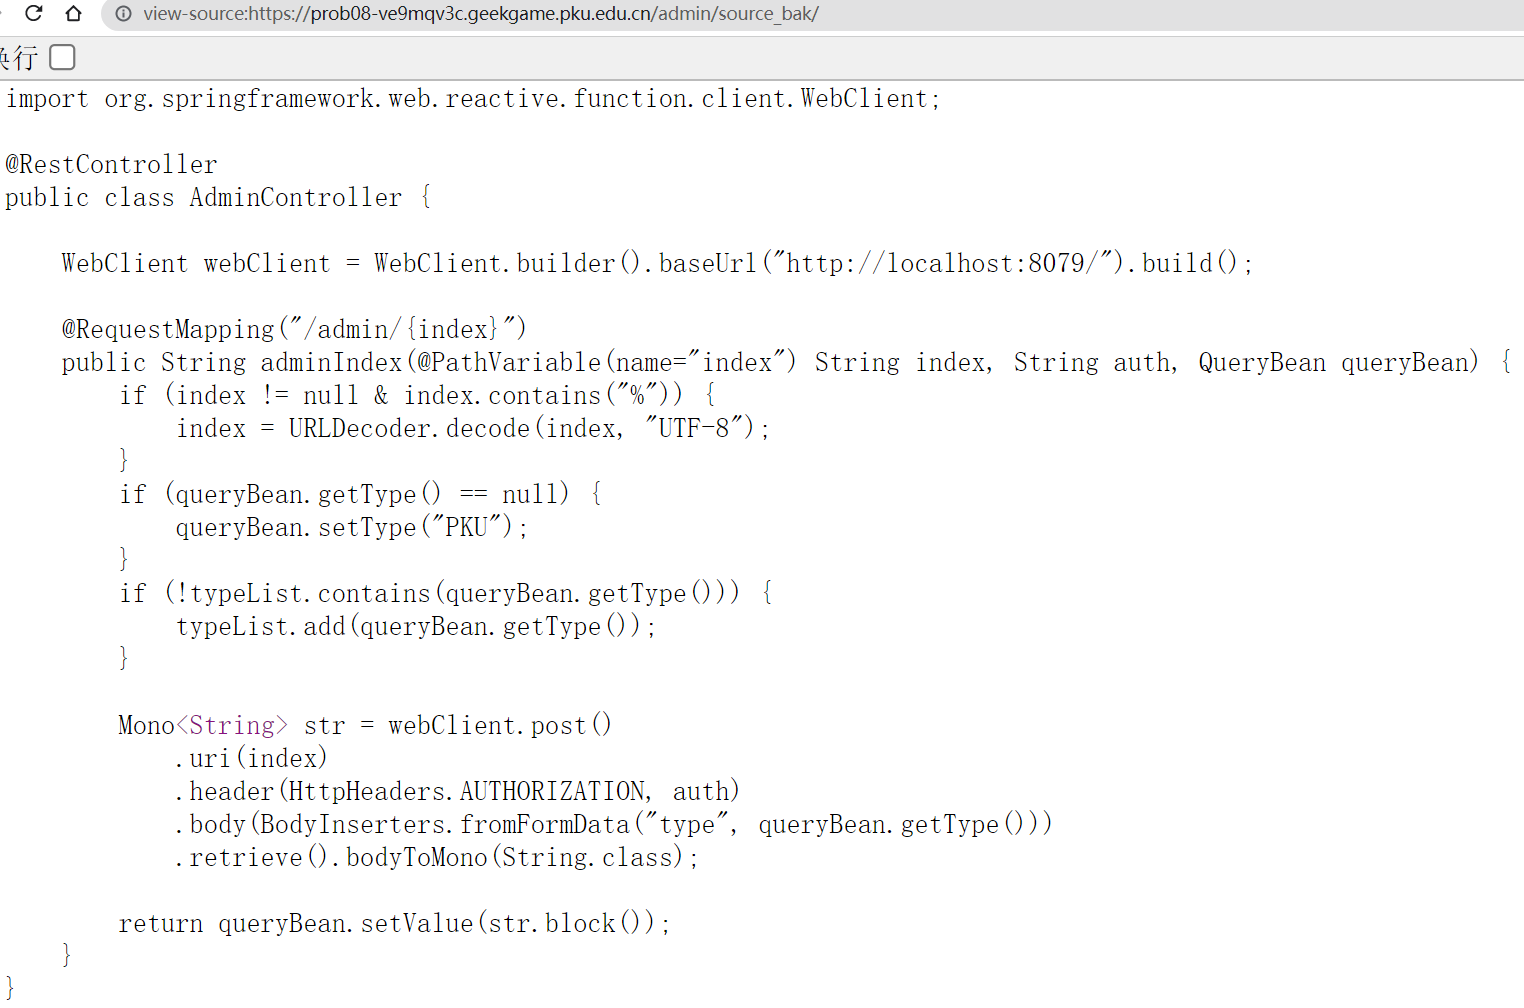 view-source:https://prob08-ve9mqv3c.geekgame.pku.edu.cn/admin/source_bak/
换行
import org.springframework.web.reactive.function.client.WebClient;
@RestController
public class AdminController {
    WebClient webClient = WebClient.builder().baseUrl("http://localhost:8079/").build();
    @RequestMapping("/admin/{index}")
    public String adminIndex(@PathVariable(name="index") String index, String auth, QueryBean queryBean) {
        if (index != null & index.contains("%")) {
            index = URLDecoder.decode(index, "UTF-8");
        }
        if (queryBean.getType() == null) {
            queryBean.setType("PKU");
        }
        if (!typeList.contains(queryBean.getType())) {
            typeList.add(queryBean.getType());
        }
        Mono<String> str = webClient.post()
            .uri(index)
            .header(HttpHeaders.AUTHORIZATION, auth)
            .body(BodyInserters.fromFormData("type", queryBean.getType()))
            .retrieve().bodyToMono(String.class);
        return queryBean.setValue(str.block());
    }
}